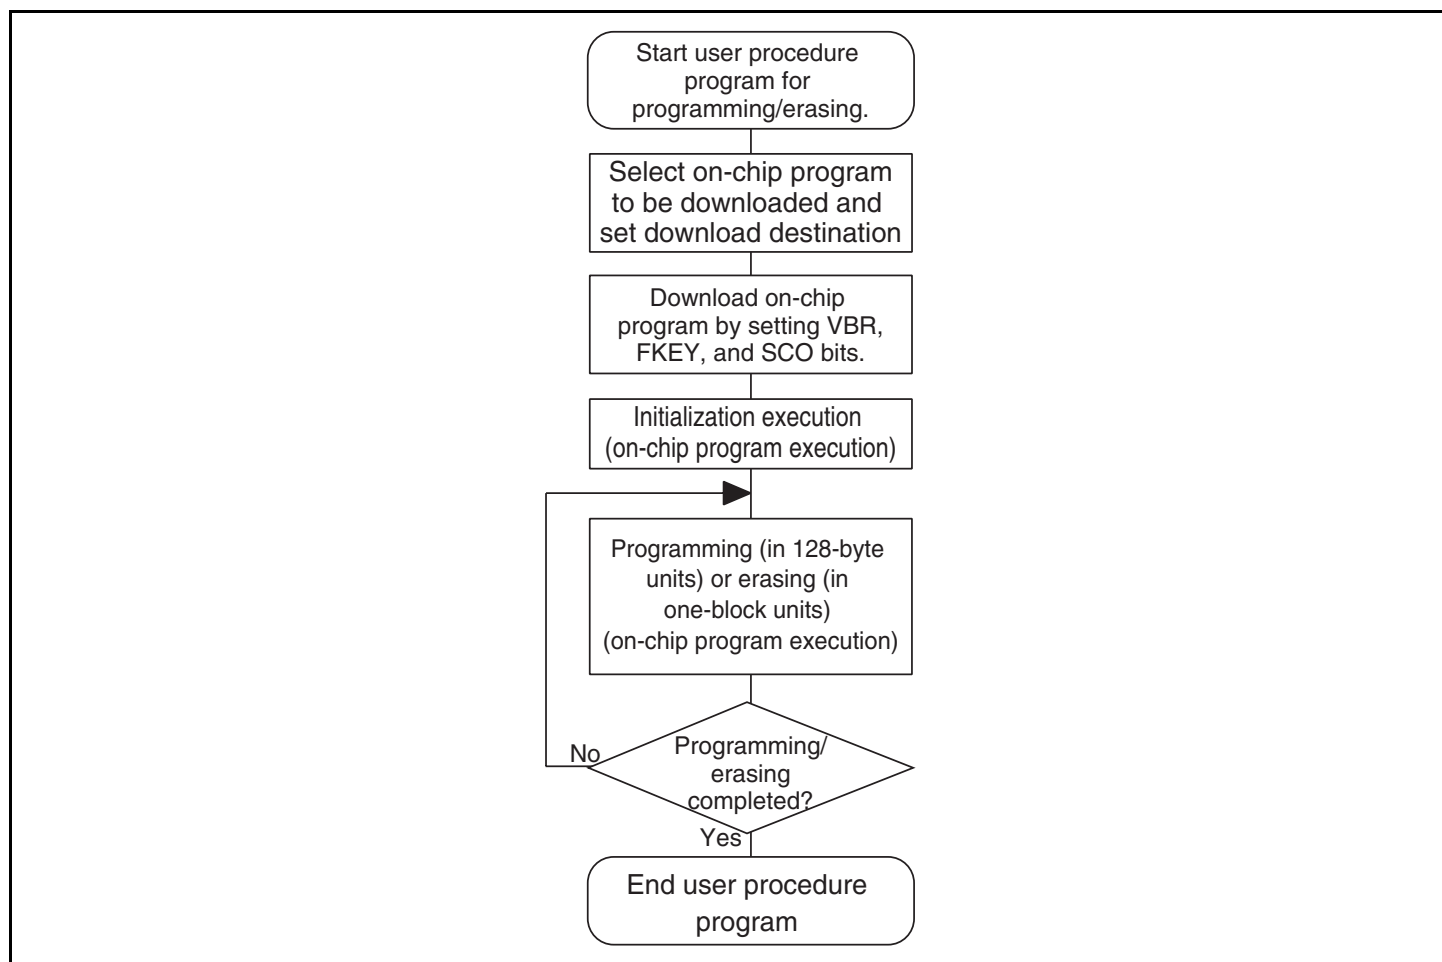 Start user procedure
program for
programming/erasing.
Select on-chip program
to be downloaded and
set download destination
Download on-chip
program by setting VBR,
FKEY, and SCO bits.
Initialization execution
(on-chip program execution)
Programming (in 128-byte
units) or erasing (in
one-block units)
(on-chip program execution)
No
Programming/
erasing
completed?
Yes
End user procedure
program